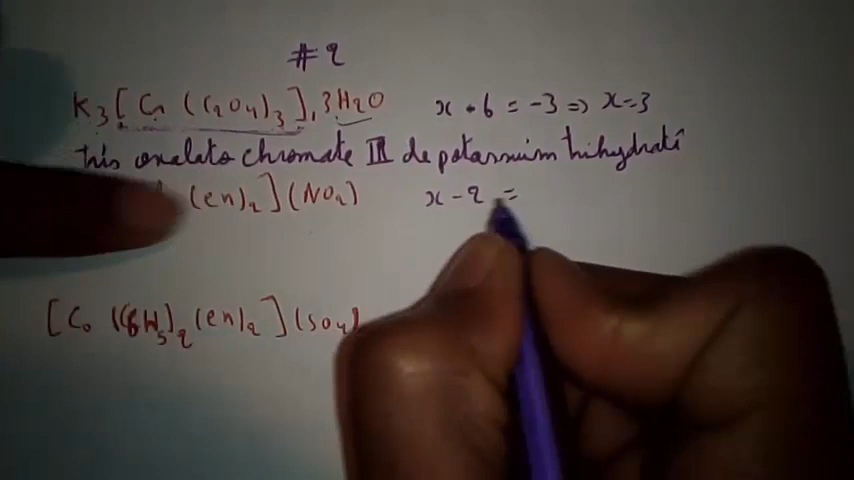 # 2
K3[Cr (C2O4)3], 3H2O x - 6 = -3 => x=3
tris oxalato chromate III de potassium trihydraté
(en)2](NO2) x - 2 =
[Co (C6H5)2(en)2](SO4)